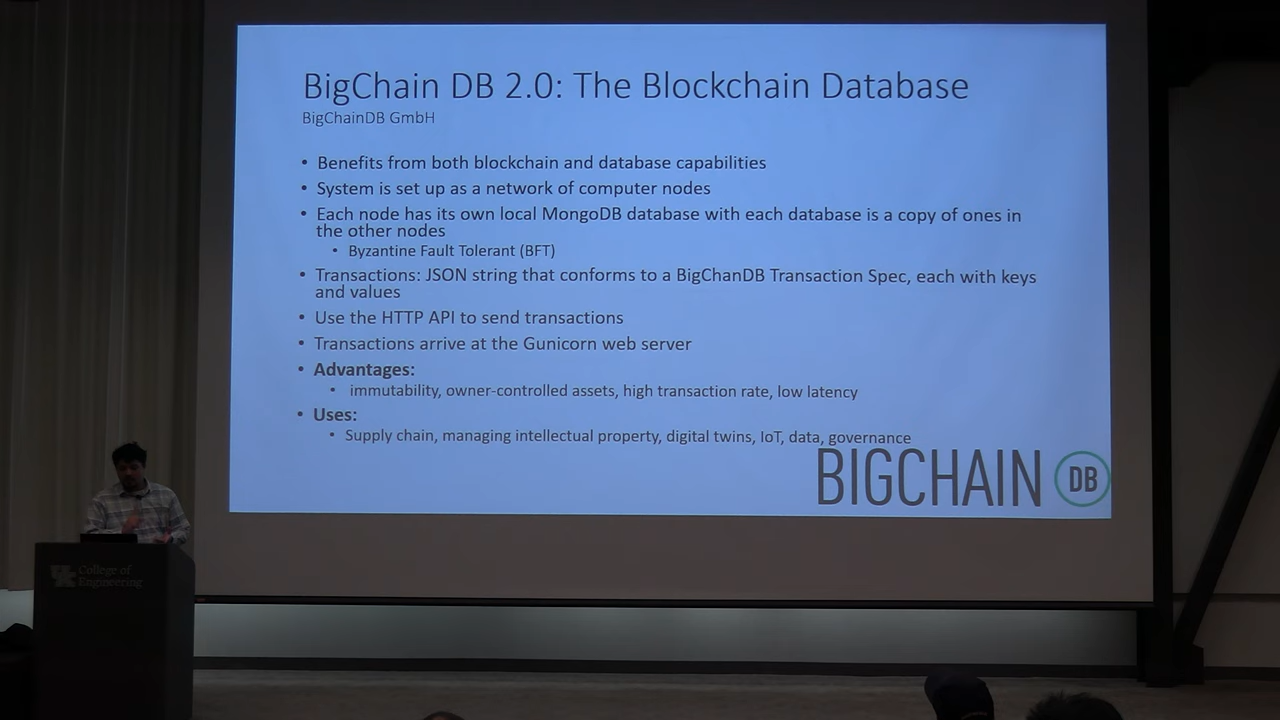 BigChain DB 2.0: The Blockchain Database
BigChainDB GmbH
• Benefits from both blockchain and database capabilities
• System is set up as a network of computer nodes
• Each node has its own local MongoDB database with each database is a copy of ones in
the other nodes
• Byzantine Fault Tolerant (BFT)
• Transactions: JSON string that conforms to a BigChanDB Transaction Spec, each with keys
and values
• Use the HTTP API to send transactions
• Transactions arrive at the Gunicorn web server
• Advantages:
• immutability, owner-controlled assets, high transaction rate, low latency
• Uses:
• Supply chain, managing intellectual property, digital twins, IoT, data, governance
BIGCHAIN DB
UK College of
Engineering